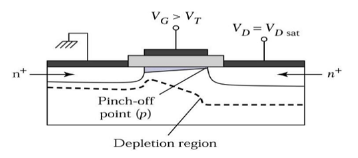 V_G > V_T
V_D = V_D sat
n⁺
n⁺
Pinch-off
point (p)
Depletion region